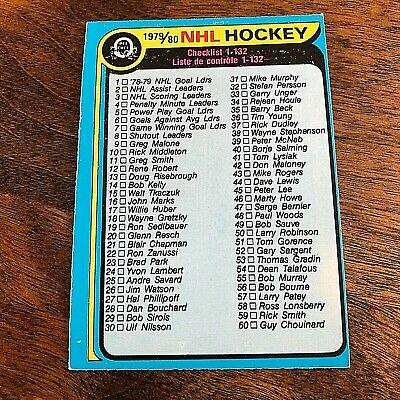 O-PEE-CHEE
1979/80 NHL HOCKEY
Checklist 1-132
Liste de contrôle 1-132
1 '78-79 NHL Goal Ldrs
2 NHL Assist Leaders
3 NHL Scoring Leaders
4 Penalty Minute Leaders
5 Power Play Goal Ldrs
6 Goals Against Avg Ldrs
7 Game Winning Goal Ldrs
8 Shutout Leaders
9 Greg Malone
10 Rick Middleton
11 Greg Smith
12 Rene Robert
13 Doug Risebrough
14 Bob Kelly
15 Walt Tkaczuk
16 John Marks
17 Willie Huber
18 Wayne Gretzky
19 Ron Sedlbauer
20 Glenn Resch
21 Blair Chapman
22 Ron Zanussi
23 Brad Park
24 Yvon Lambert
25 Andre Savard
26 Jim Watson
27 Hal Phillipoff
28 Dan Bouchard
29 Bob Sirois
30 Ulf Nilsson
31 Mike Murphy
32 Stefan Persson
33 Garry Unger
34 Rejean Houle
35 Barry Beck
36 Tim Young
37 Rick Dudley
38 Wayne Stephenson
39 Peter McNab
40 Borje Salming
41 Tom Lysiak
42 Don Maloney
43 Mike Rogers
44 Dave Lewis
45 Peter Lee
46 Marty Howe
47 Serge Bernier
48 Paul Woods
49 Bob Sauve
50 Larry Robinson
51 Tom Gorence
52 Gary Sargent
53 Thomas Gradin
54 Dean Talafous
55 Bob Murray
56 Bob Bourne
57 Larry Patey
58 Ross Lonsberry
59 Rick Smith
60 Guy Chouinard